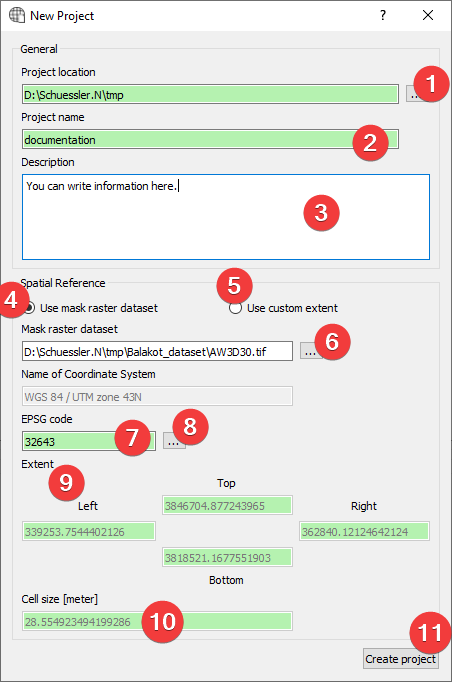 New Project
?
General
Project location
D:\Schuessler.N\tmp
...
1
Project name
documentation
2
Description
You can write information here.
3
Spatial Reference
4
Use mask raster dataset
5
Use custom extent
Mask raster dataset
D:\Schuessler.N\tmp\Balakot_dataset\AW3D30.tif
...
6
Name of Coordinate System
WGS 84 / UTM zone 43N
EPSG code
32643
7
...
8
Extent
9
Top
Left
3846704.877243965
Right
339253.7544402126
362840.12124642124
3818521.1677551903
Bottom
Cell size [meter]
28.554923494199286
10
11
Create project